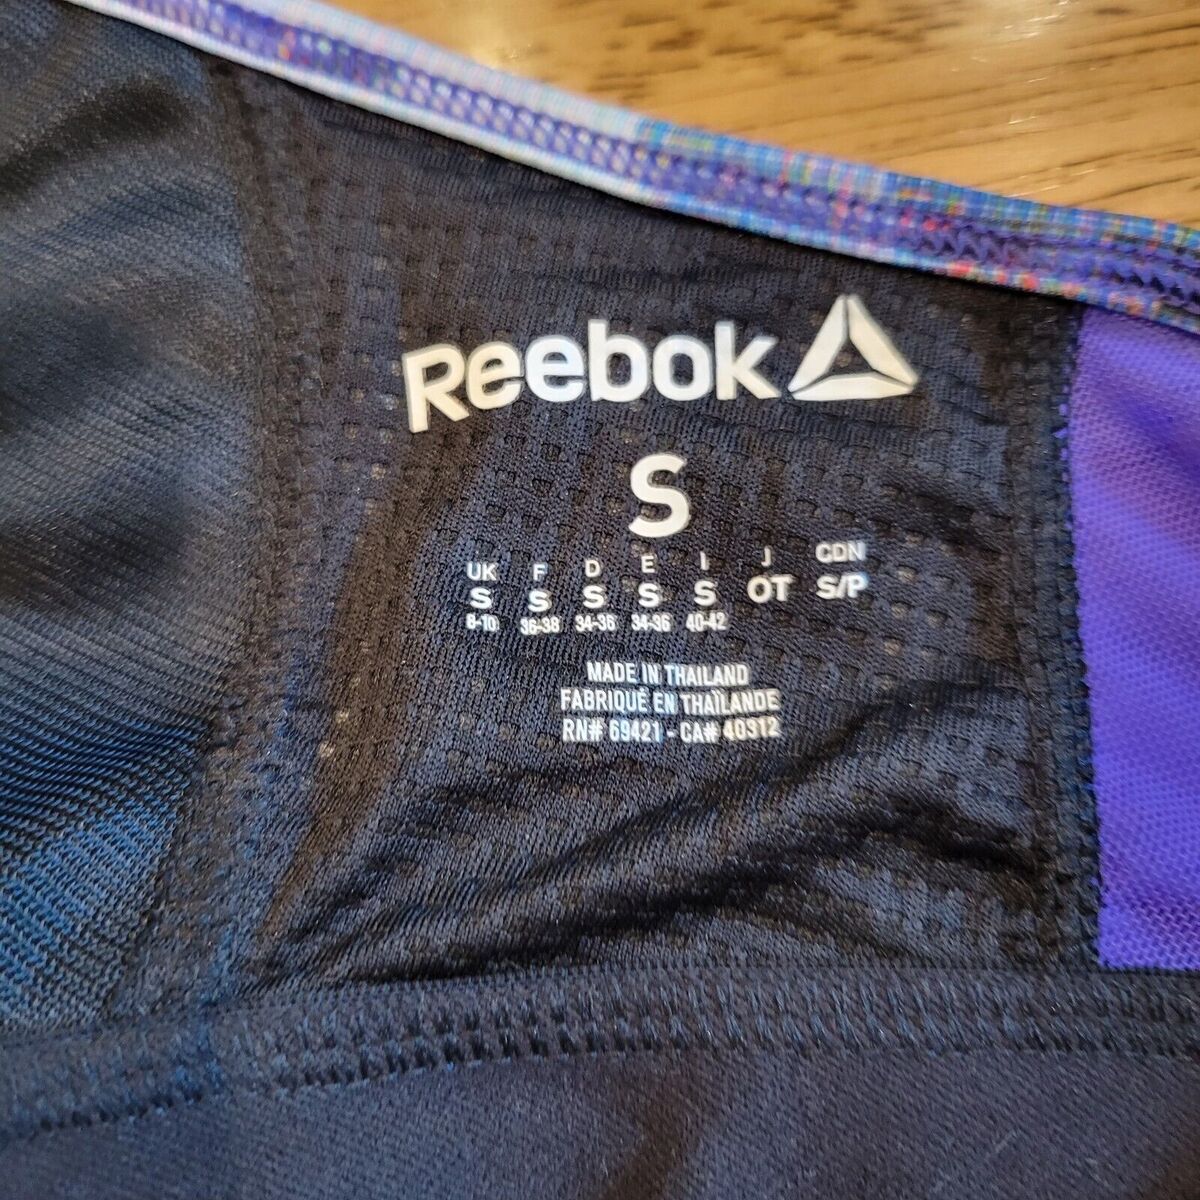 Reebok
S
UK F D E I J CDN
S S S S S OT S/P
8-10 36-38 34-36 34-36 40-42
MADE IN THAILAND
FABRIQUÉ EN THAÏLANDE
RN# 69421 - CA# 40312